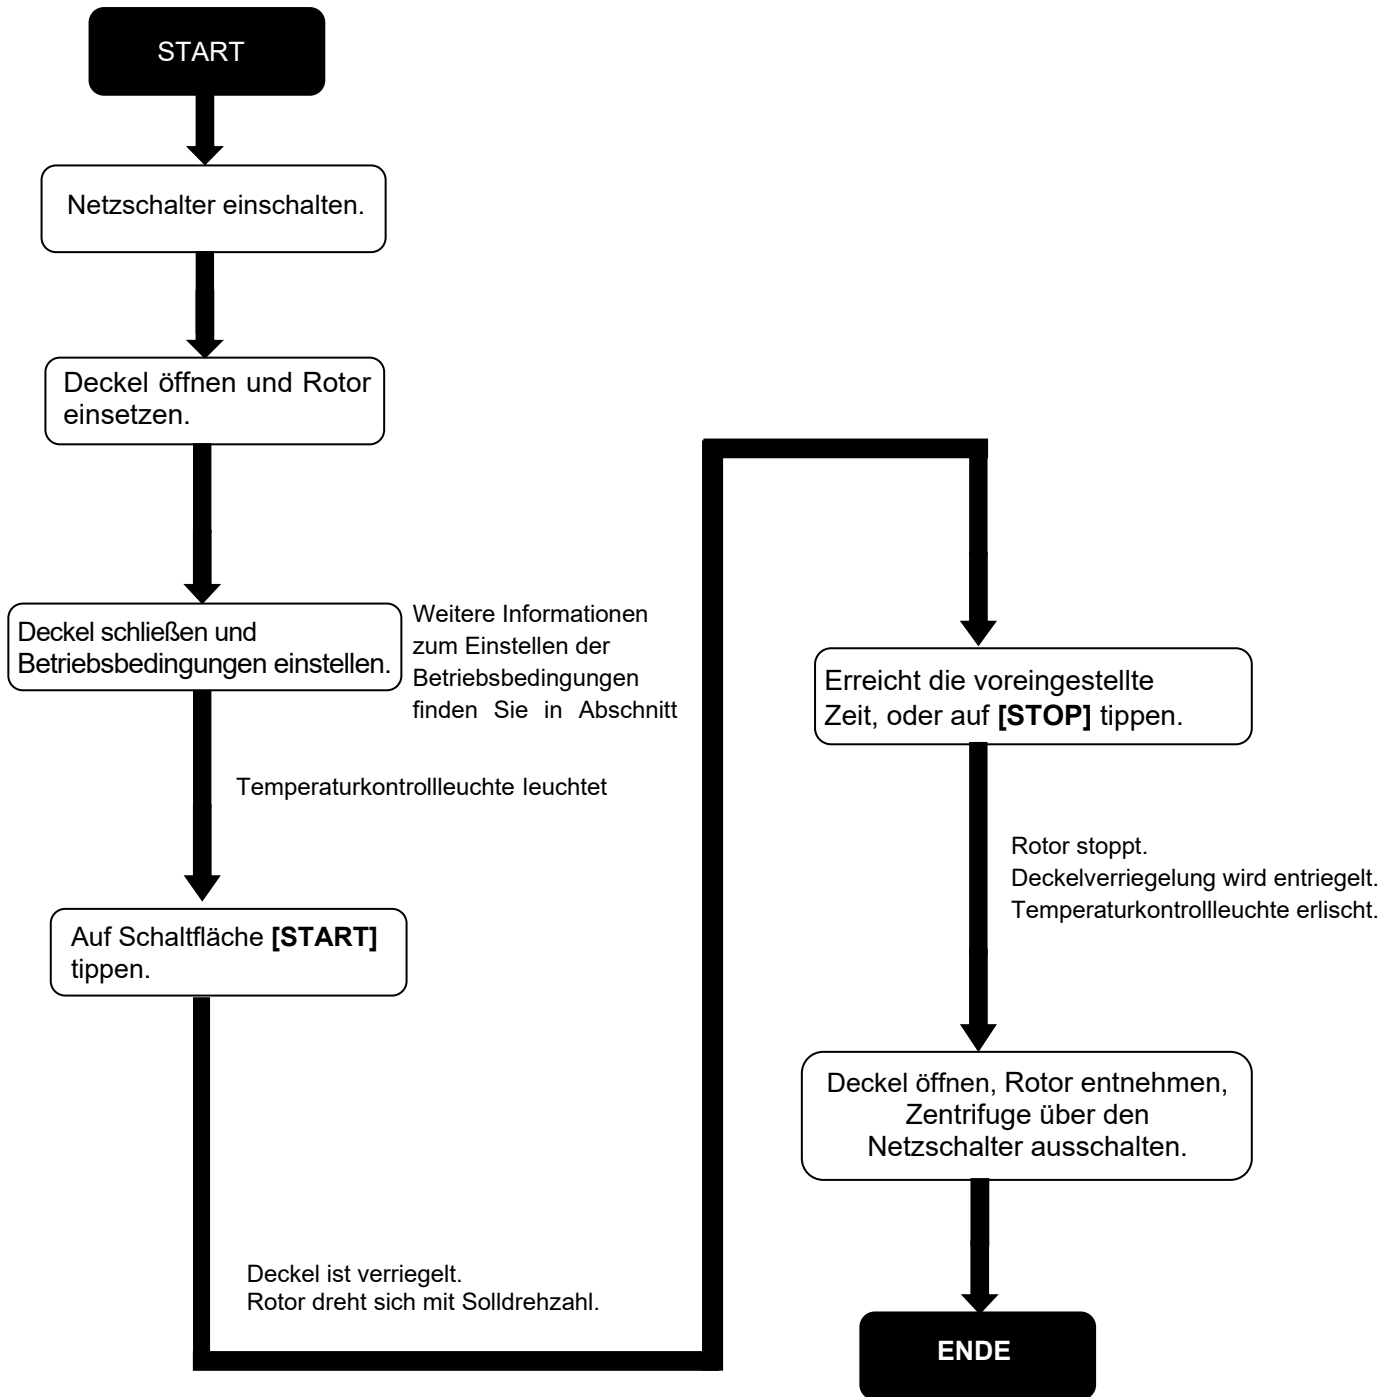 START
Netzschalter einschalten.
Deckel öffnen und Rotor
einsetzen.
Deckel schließen und
Betriebsbedingungen einstellen.
Weitere Informationen
zum Einstellen der
Betriebsbedingungen
finden Sie in Abschnitt
Temperaturkontrollleuchte leuchtet
Auf Schaltfläche [START]
tippen.
Deckel ist verriegelt.
Rotor dreht sich mit Solldrehzahl.
Erreicht die voreingestellte
Zeit, oder auf [STOP] tippen.
Rotor stoppt.
Deckelverriegelung wird entriegelt.
Temperaturkontrollleuchte erlischt.
Deckel öffnen, Rotor entnehmen,
Zentrifuge über den
Netzschalter ausschalten.
ENDE